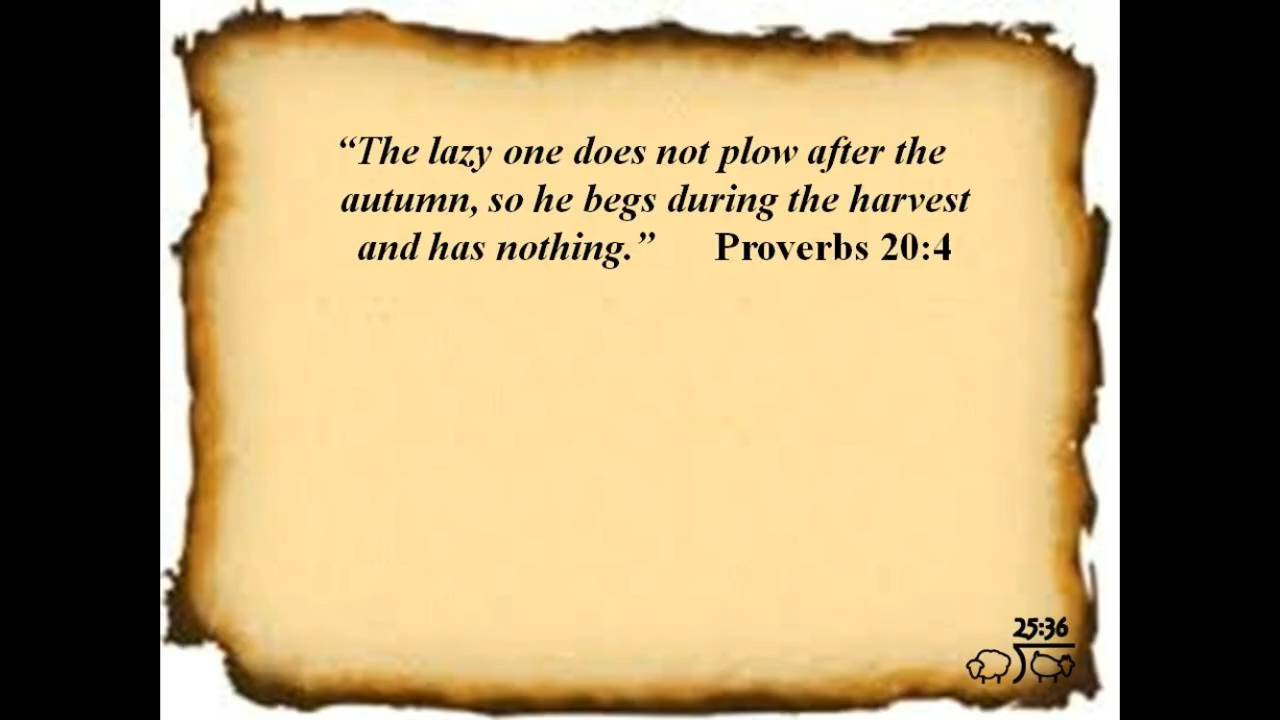 “The lazy one does not plow after the
autumn, so he begs during the harvest
and has nothing.” Proverbs 20:4
25:36